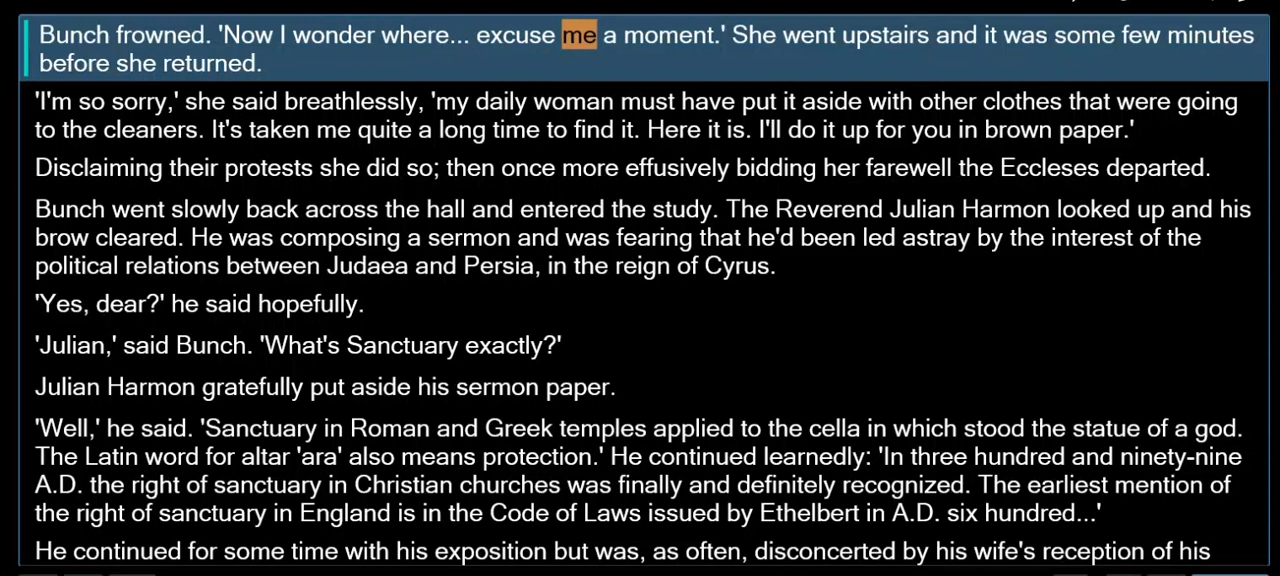 Bunch frowned. 'Now I wonder where... excuse me a moment.' She went upstairs and it was some few minutes
before she returned.
'I'm so sorry,' she said breathlessly, 'my daily woman must have put it aside with other clothes that were going
to the cleaners. It's taken me quite a long time to find it. Here it is. I'll do it up for you in brown paper.'
Disclaiming their protests she did so; then once more effusively bidding her farewell the Eccleses departed.
Bunch went slowly back across the hall and entered the study. The Reverend Julian Harmon looked up and his
brow cleared. He was composing a sermon and was fearing that he'd been led astray by the interest of the
political relations between Judaea and Persia, in the reign of Cyrus.
'Yes, dear?' he said hopefully.
'Julian,' said Bunch. 'What's Sanctuary exactly?'
Julian Harmon gratefully put aside his sermon paper.
'Well,' he said. 'Sanctuary in Roman and Greek temples applied to the cella in which stood the statue of a god.
The Latin word for altar 'ara' also means protection.' He continued learnedly: 'In three hundred and ninety-nine
A.D. the right of sanctuary in Christian churches was finally and definitely recognized. The earliest mention of
the right of sanctuary in England is in the Code of Laws issued by Ethelbert in A.D. six hundred...'
He continued for some time with his exposition but was, as often, disconcerted by his wife's reception of his